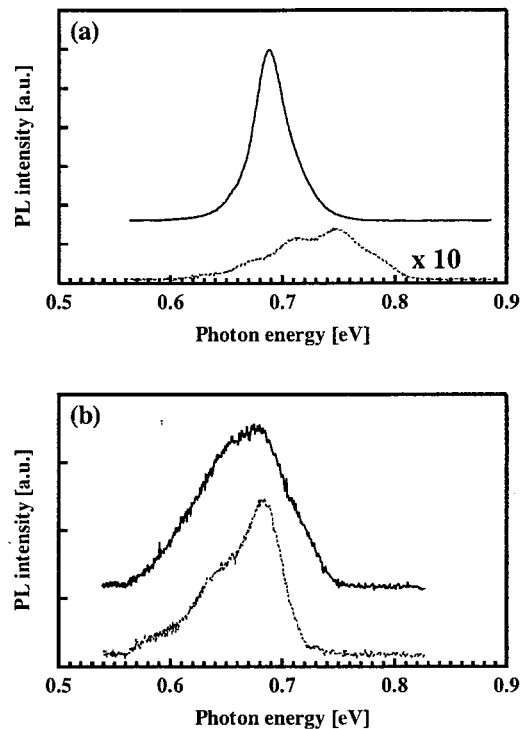 (a)
PL intensity [a.u.]
x 10
0.5 0.6 0.7 0.8 0.9
Photon energy [eV]
(b)
PL intensity [a.u.]
0.5 0.6 0.7 0.8 0.9
Photon energy [eV]